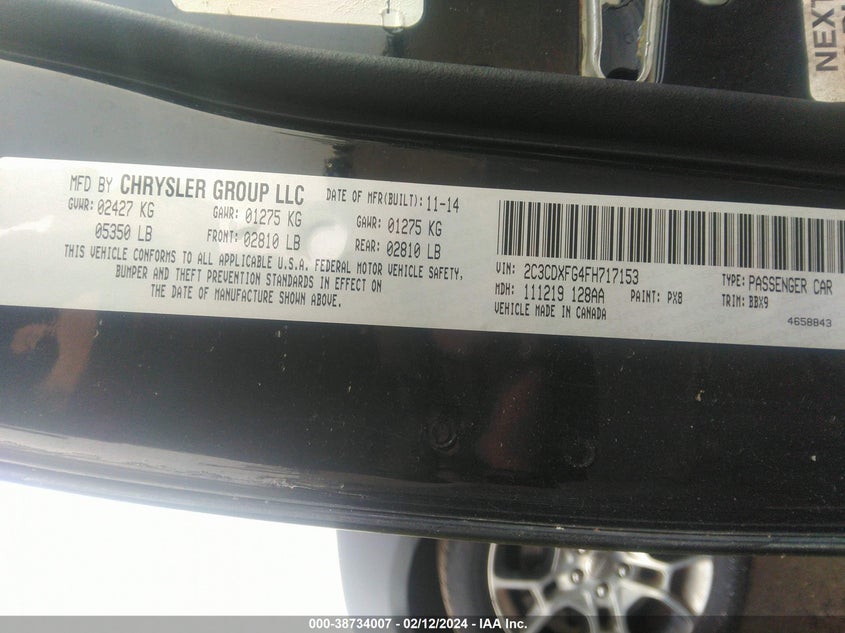 NEXT
MFD BY CHRYSLER GROUP LLC DATE OF MFR(BUILT): 11-14
GVWR: 02427 KG GAWR: 01275 KG GAWR: 01275 KG
05350 LB FRONT: 02810 LB REAR: 02810 LB
THIS VEHICLE CONFORMS TO ALL APPLICABLE U.S.A. FEDERAL MOTOR VEHICLE SAFETY,
BUMPER AND THEFT PREVENTION STANDARDS IN EFFECT ON
THE DATE OF MANUFACTURE SHOWN ABOVE.
VIN: 2C3CDXFG4FH717153 TYPE: PASSENGER CAR
MDH: 111219 128AA PAINT: PX8 TRIM: BBX9
VEHICLE MADE IN CANADA
4658843
000-38734007 - 02/12/2024 - IAA Inc.